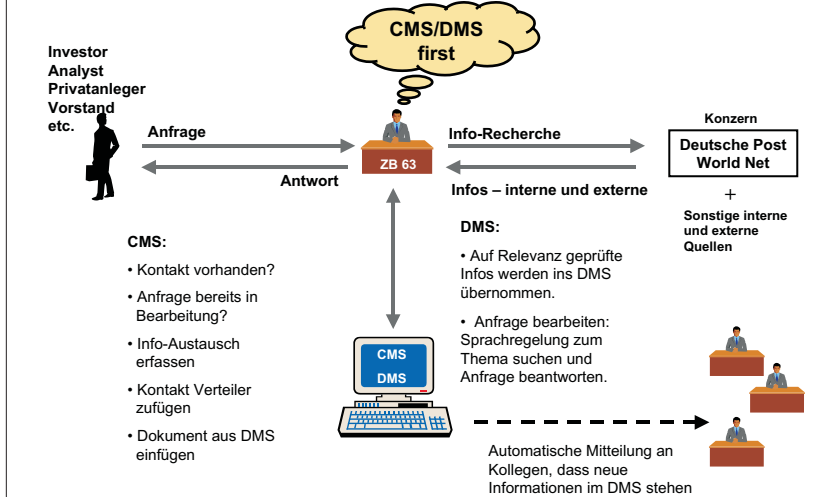 CMS/DMS
first
Investor
Analyst
Privatanleger
Vorstand
etc.
Anfrage
Antwort
ZB 63
Info-Recherche
Infos – interne und externe
Konzern
Deutsche Post
World Net
+
Sonstige interne
und externe
Quellen
CMS:
• Kontakt vorhanden?
• Anfrage bereits in
Bearbeitung?
• Info-Austausch
erfassen
• Kontakt Verteiler
zufügen
• Dokument aus DMS
einfügen
DMS:
• Auf Relevanz geprüfte
Infos werden ins DMS
übernommen.
• Anfrage bearbeiten:
Sprachregelung zum
Thema suchen und
Anfrage beantworten.
CMS
DMS
Automatische Mitteilung an
Kollegen, dass neue
Informationen im DMS stehen